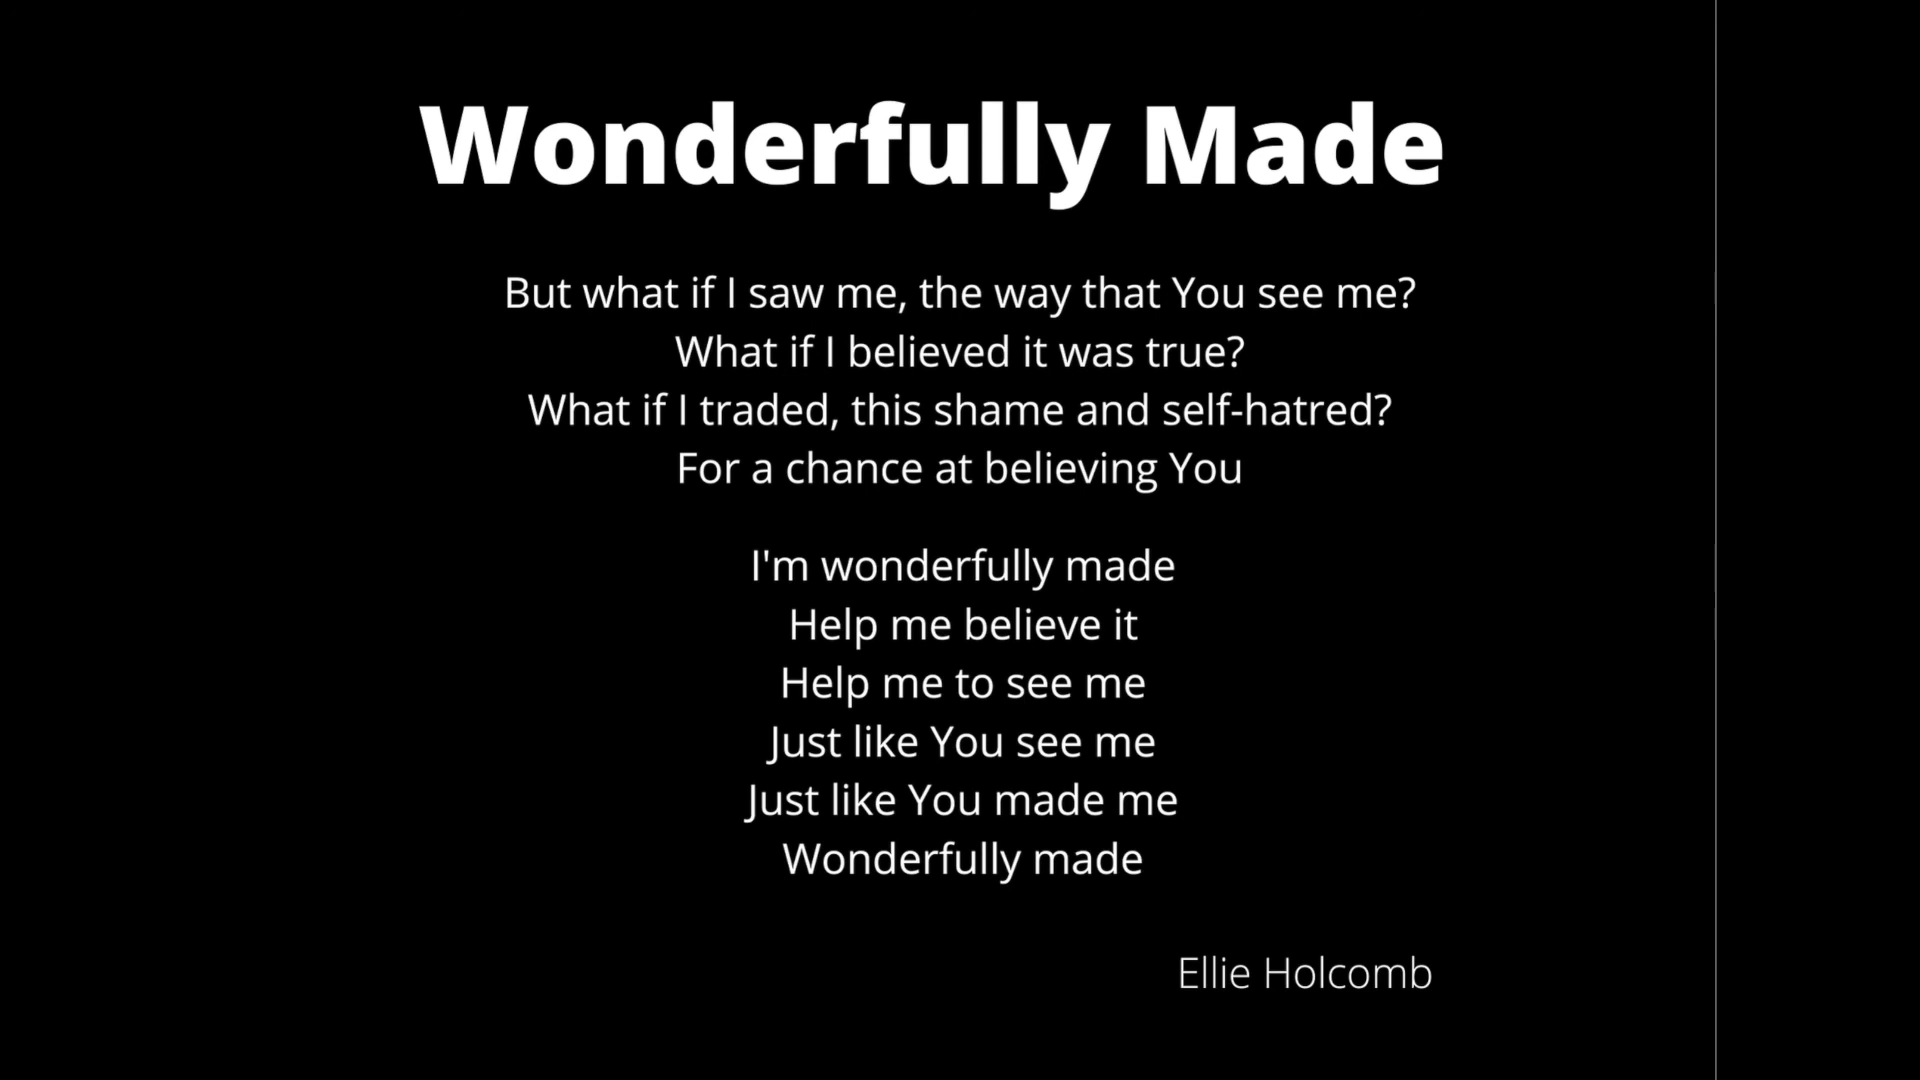 Wonderfully Made
But what if I saw me, the way that You see me?
What if I believed it was true?
What if I traded, this shame and self-hatred?
For a chance at believing You
I'm wonderfully made
Help me believe it
Help me to see me
Just like You see me
Just like You made me
Wonderfully made
Ellie Holcomb